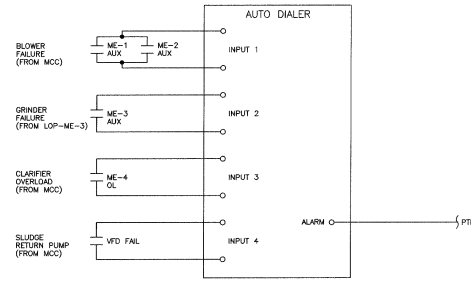 AUTO DIALER
BLOWER
FAILURE
(FROM MCC)
ME-1
AUX
ME-2
AUX
INPUT 1
GRINDER
FAILURE
(FROM LOP-ME-3)
ME-3
AUX
INPUT 2
CLARIFIER
OVERLOAD
(FROM MCC)
ME-4
OL
INPUT 3
SLUDGE
RETURN PUMP
(FROM MCC)
VFD FAIL
INPUT 4
ALARM